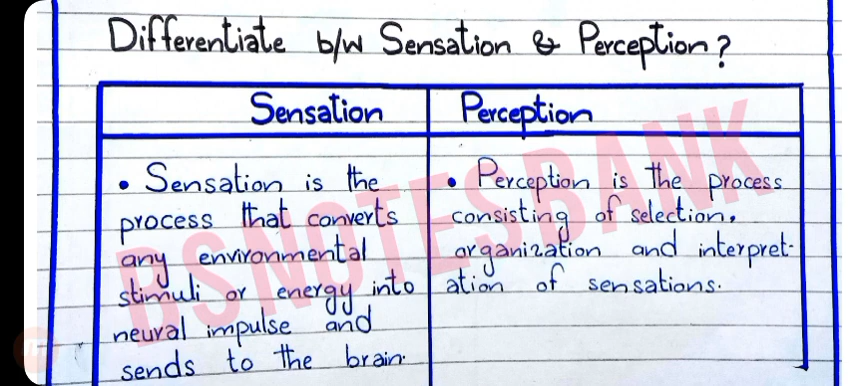 Differentiate b/w Sensation & Perception?
Sensation
Perception
• Sensation is the
process that converts
any environmental
stimuli or energy into
neural impulse and
sends to the brain.
• Perception is the process
consisting of selection,
organization and interpret-
ation of sensations.
DSNOTESBANK